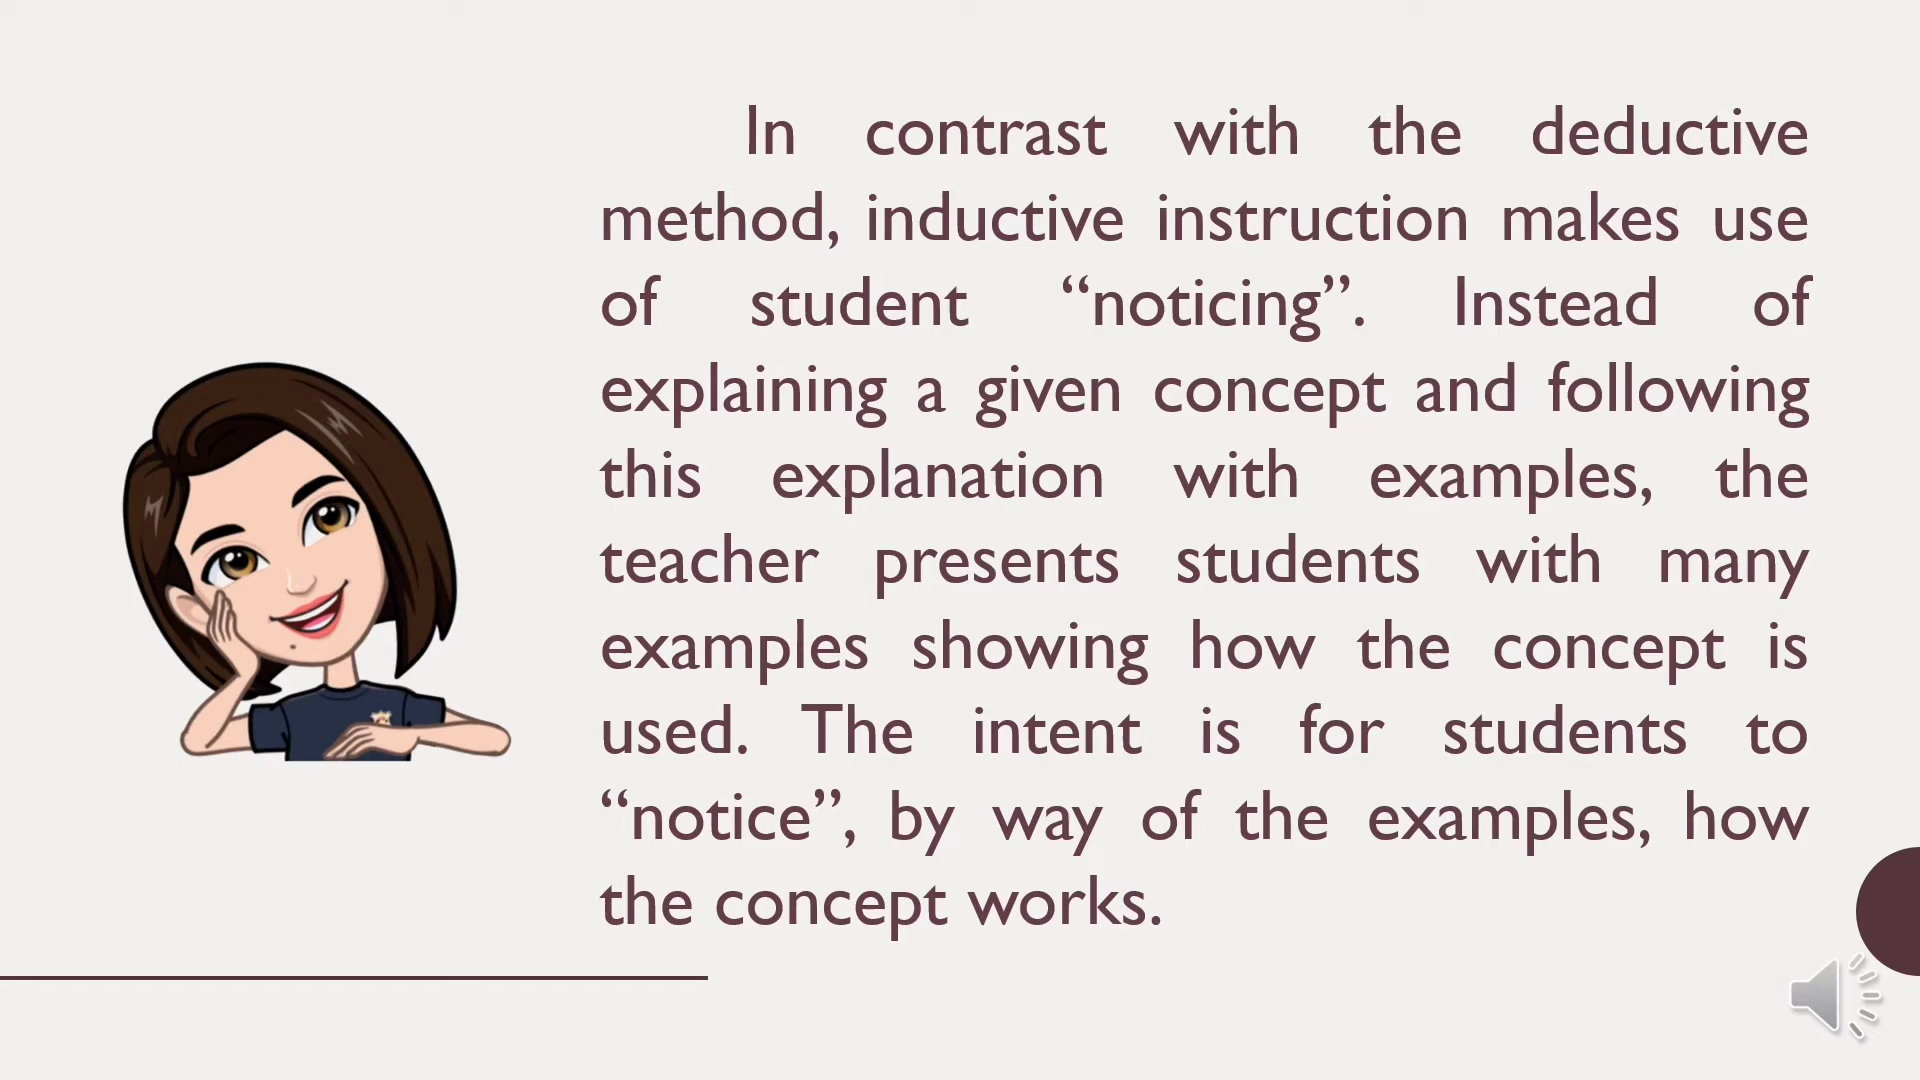 In contrast with the deductive
method, inductive instruction makes use
of student “noticing”. Instead of
explaining a given concept and following
this explanation with examples, the
teacher presents students with many
examples showing how the concept is
used. The intent is for students to
“notice”, by way of the examples, how
the concept works.